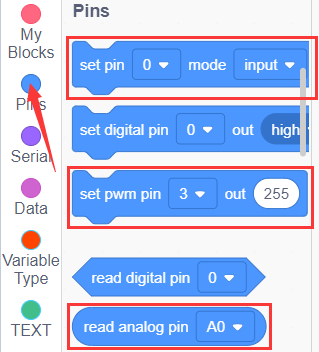 Pins
My
Blocks
set pin 0 mode input
Pins
set digital pin 0 out high
Serial
set pwm pin 3 out 255
Data
Variable
Type
read digital pin 0
TEXT
read analog pin A0